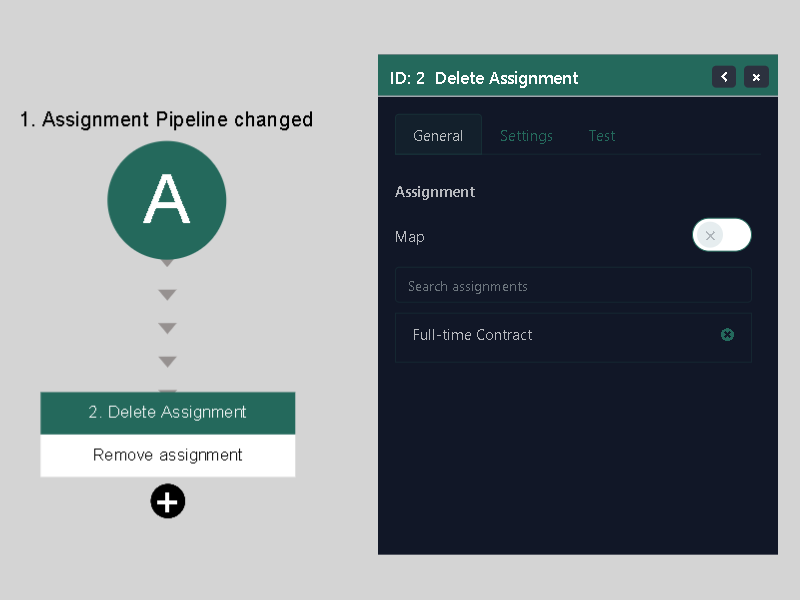 1. Assignment Pipeline changed
A
2. Delete Assignment
Remove assignment
ID: 2 Delete Assignment
General Settings Test
Assignment
Map
Search assignments
Full-time Contract